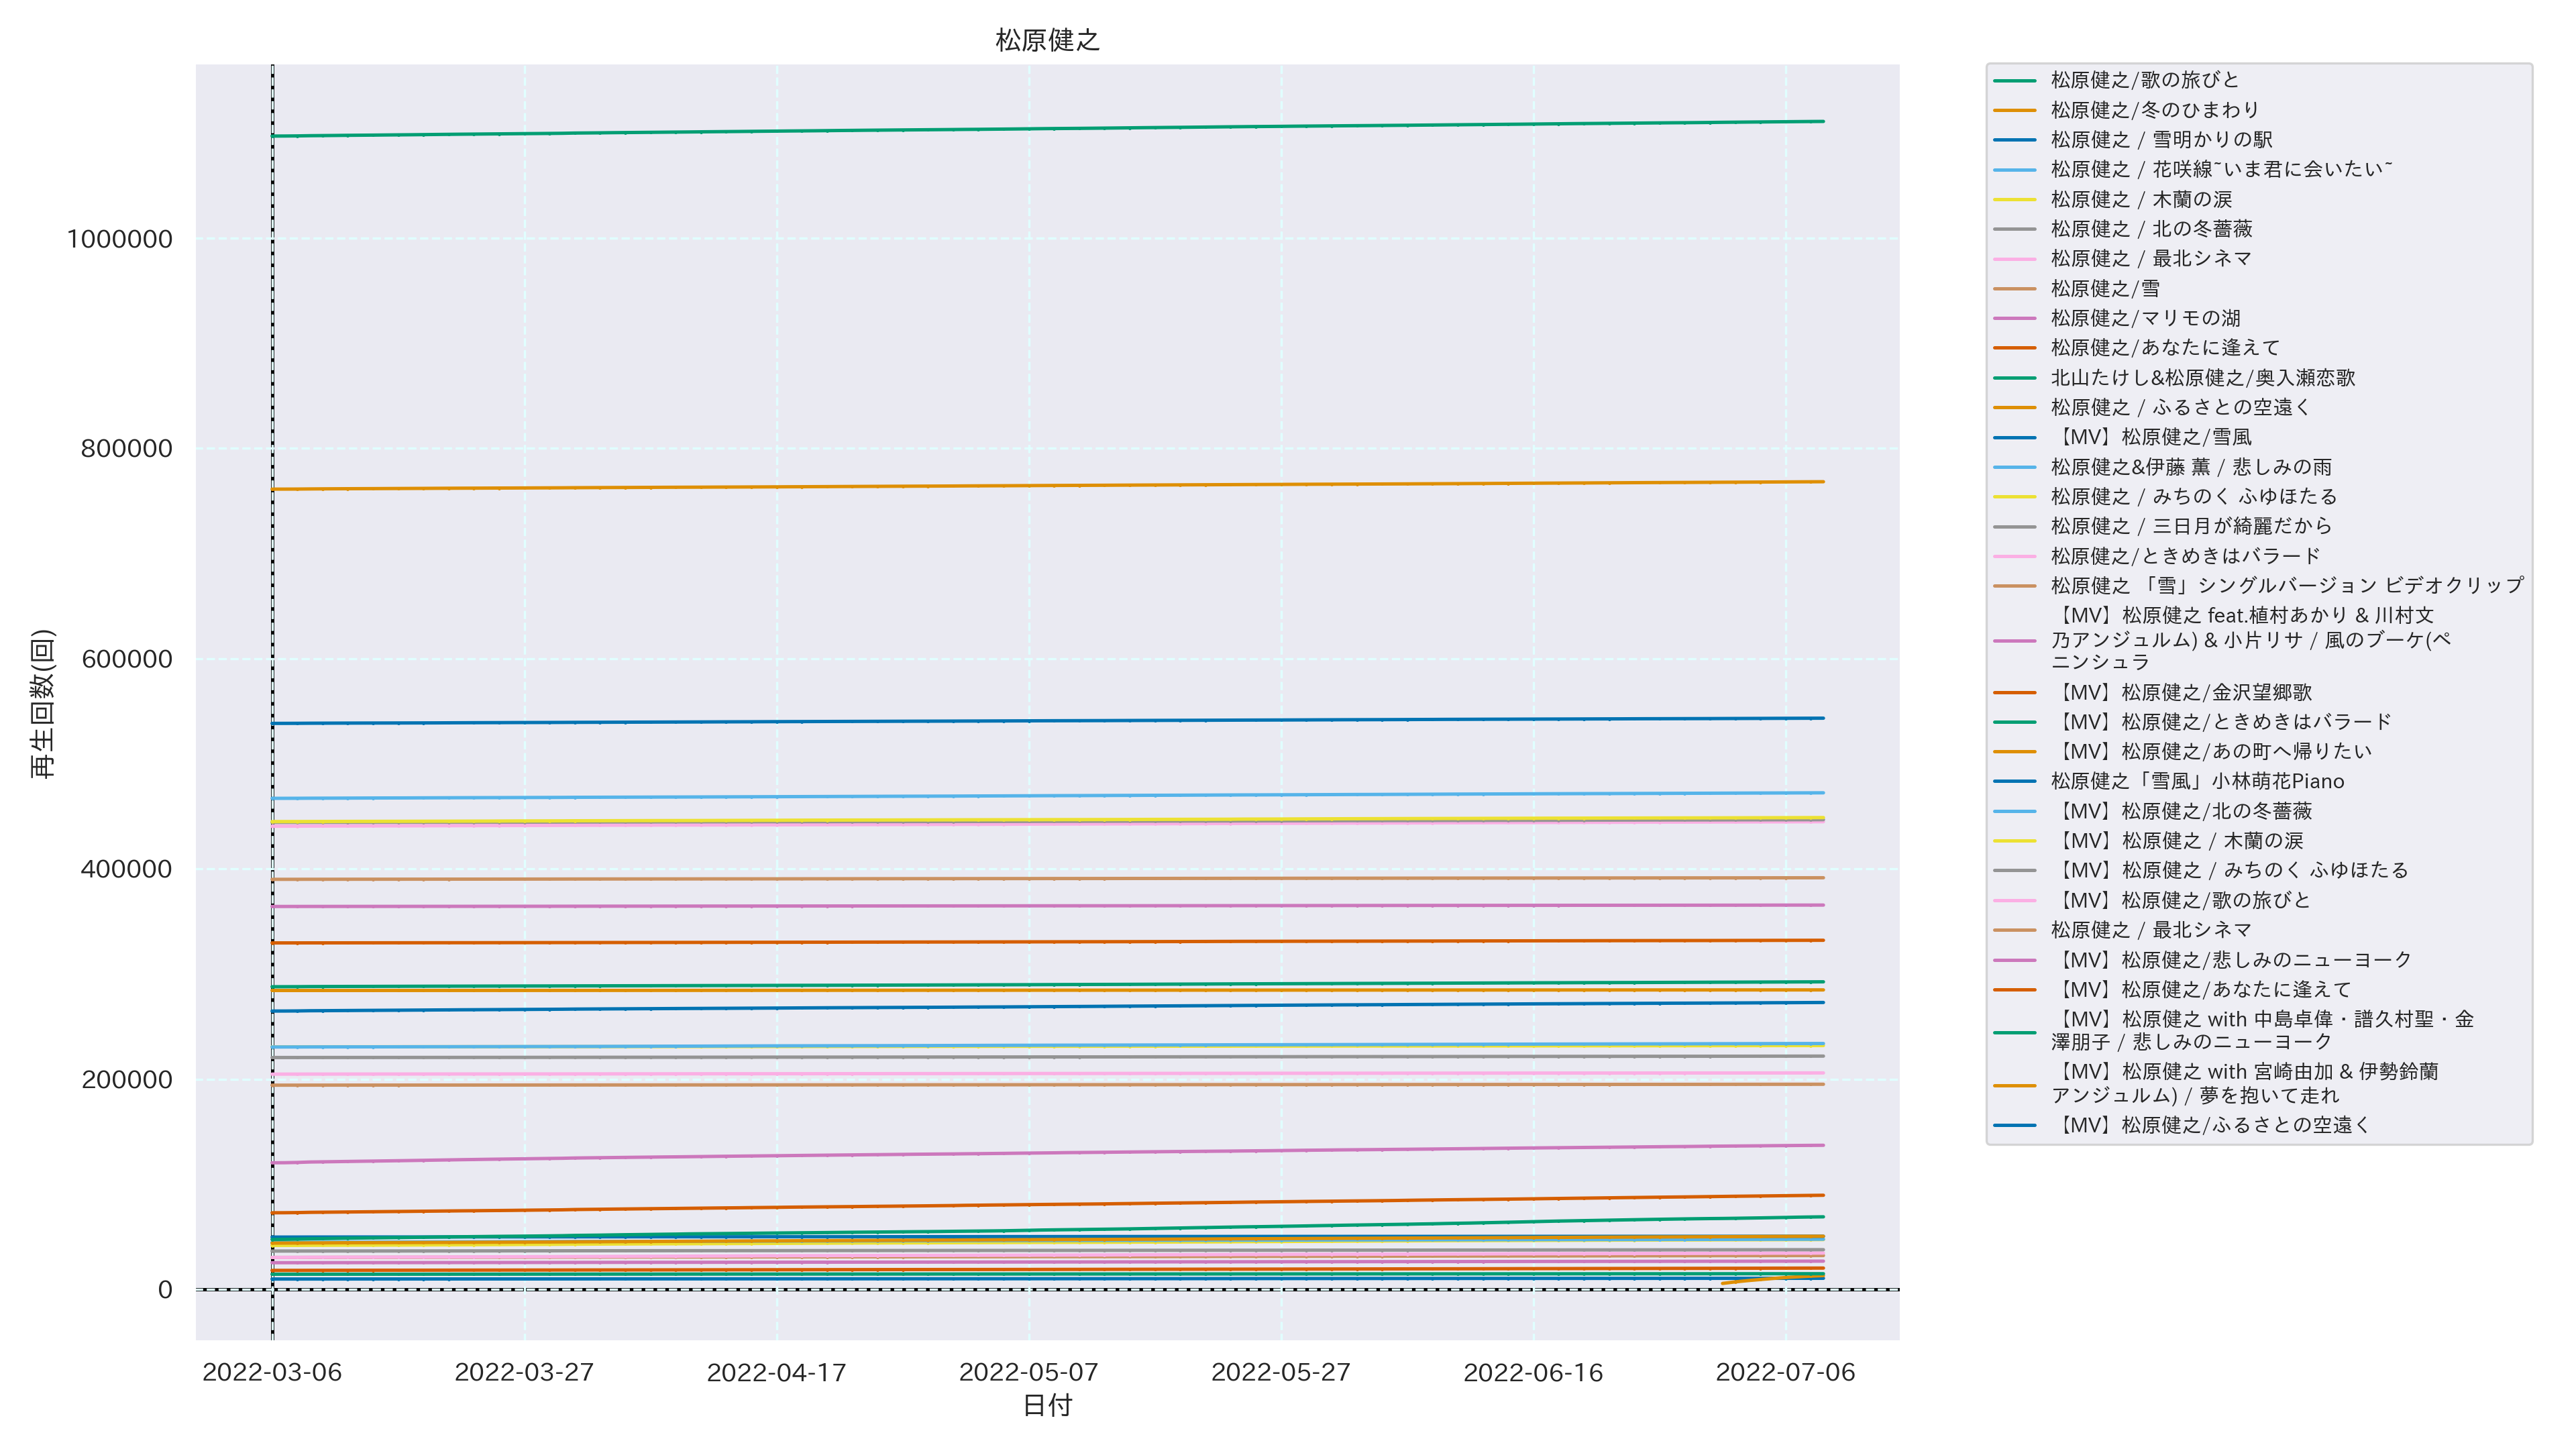 松原健之
再生回数(回)
1000000
800000
600000
400000
200000
0
2022-03-06
2022-03-27
2022-04-17
2022-05-07
2022-05-27
2022-06-16
2022-07-06
日付
松原健之/歌の旅びと
松原健之/冬のひまわり
松原健之 / 雪明かりの駅
松原健之 / 花咲線~いま君に会いたい~
松原健之 / 木蘭の涙
松原健之 / 北の冬薔薇
松原健之 / 最北シネマ
松原健之/雪
松原健之/マリモの湖
松原健之/あなたに逢えて
北山たけし&松原健之/奥入瀬恋歌
松原健之 / ふるさとの空遠く
【MV】松原健之/雪風
松原健之&伊藤 薫 / 悲しみの雨
松原健之 / みちのく ふゆほたる
松原健之 / 三日月が綺麗だから
松原健之/ときめきはバラード
松原健之 「雪」シングルバージョン ビデオクリップ
【MV】松原健之 feat.植村あかり & 川村文
乃アンジュルム) & 小片リサ / 風のブーケ(ペ
ニンシュラ
【MV】松原健之/金沢望郷歌
【MV】松原健之/ときめきはバラード
【MV】松原健之/あの町へ帰りたい
松原健之「雪風」小林萌花Piano
【MV】松原健之/北の冬薔薇
【MV】松原健之 / 木蘭の涙
【MV】松原健之 / みちのく ふゆほたる
【MV】松原健之/歌の旅びと
松原健之 / 最北シネマ
【MV】松原健之/悲しみのニューヨーク
【MV】松原健之/あなたに逢えて
【MV】松原健之 with 中島卓偉・譜久村聖・金
澤朋子 / 悲しみのニューヨーク
【MV】松原健之 with 宮崎由加 & 伊勢鈴蘭
アンジュルム) / 夢を抱いて走れ
【MV】松原健之/ふるさとの空遠く